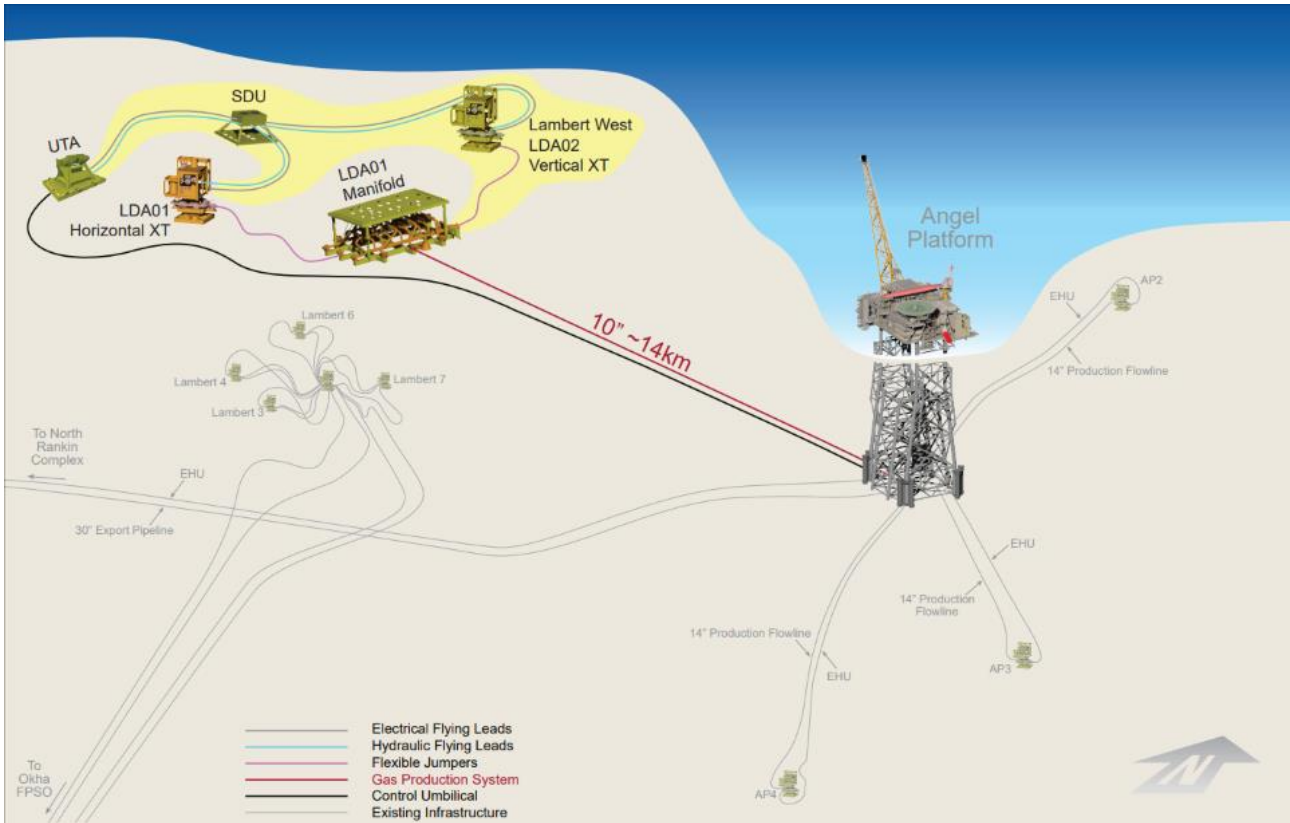 SDU
UTA
Lambert West
LDA02
Vertical XT
LDA01
Manifold
LDA01
Horizontal XT
Angel
Platform
AP2
EHU
14" Production Flowline
10" ~14km
Lambert 6
Lambert 4
Lambert 7
Lambert 3
To North
Rankin
Complex
EHU
30" Export Pipeline
EHU
14" Production
Flowline
14" Production Flowline
EHU
AP3
AP4
To
Okha
FPSO
Electrical Flying Leads
Hydraulic Flying Leads
Flexible Jumpers
Gas Production System
Control Umbilical
Existing Infrastructure
N